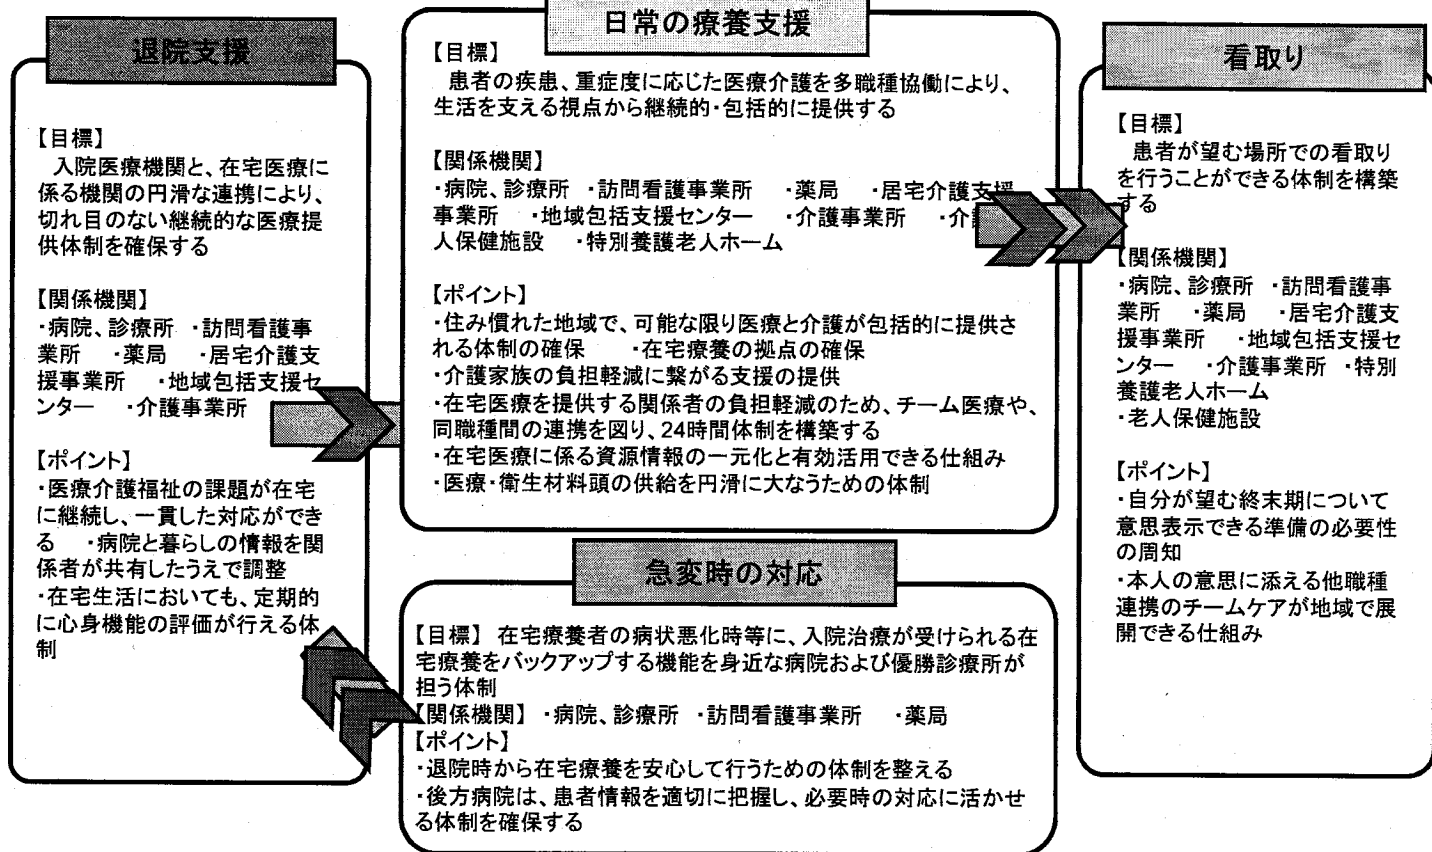 退院支援
【目標】
入院医療機関と、在宅医療に
係る機関の円滑な連携により、
切れ目のない継続的な医療提
供体制を確保する
【関係機関】
・病院、診療所 ・訪問看護事
業所 ・薬局 ・居宅介護支
援事業所 ・地域包括支援セ
ンター ・介護事業所
【ポイント】
・医療介護福祉の課題が在宅
に継続し、一貫した対応ができ
る ・病院と暮らしの情報を関
係者が共有したうえで調整
・在宅生活においても、定期的
に心身機能の評価が行える体
制
日常の療養支援
【目標】
患者の疾患、重症度に応じた医療介護を多職種協働により、
生活を支える視点から継続的・包括的に提供する
【関係機関】
・病院、診療所 ・訪問看護事業所 ・薬局 ・居宅介護支援
事業所 ・地域包括支援センター ・介護事業所 ・介
人保健施設 ・特別養護老人ホーム
【ポイント】
・住み慣れた地域で、可能な限り医療と介護が包括的に提供さ
れる体制の確保 ・在宅療養の拠点の確保
・介護家族の負担軽減に繋がる支援の提供
・在宅医療を提供する関係者の負担軽減のため、チーム医療や、
同職種間の連携を図り、24時間体制を構築する
・在宅医療に係る資源情報の一元化と有効活用できる仕組み
・医療・衛生材料頭の供給を円滑に大なうための体制
急変時の対応
【目標】 在宅療養者の病状悪化時等に、入院治療が受けられる在
宅療養をバックアップする機能を身近な病院および優勝診療所が
担う体制
【関係機関】 ・病院、診療所 ・訪問看護事業所 ・薬局
【ポイント】
・退院時から在宅療養を安心して行うための体制を整える
・後方病院は、患者情報を適切に把握し、必要時の対応に活かせ
る体制を確保する
看取り
【目標】
患者が望む場所での看取り
を行うことができる体制を構築
する
【関係機関】
・病院、診療所 ・訪問看護事
業所 ・薬局 ・居宅介護支
援事業所 ・地域包括支援セ
ンター ・介護事業所 ・特別
養護老人ホーム
・老人保健施設
【ポイント】
・自分が望む終末期について
意思表示できる準備の必要性
の周知
・本人の意思に添える他職種
連携のチームケアが地域で展
開できる仕組み